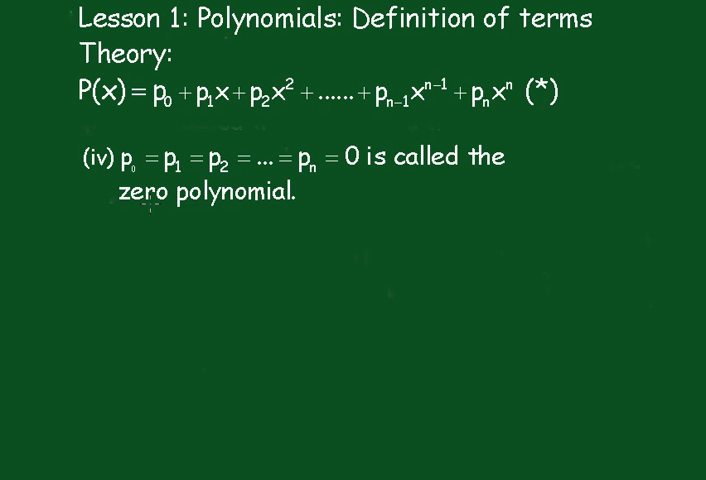 Lesson 1: Polynomials: Definition of terms
Theory:
P(x) = p₀ + p₁x + p₂x² + ...... + pₙ₋₁xⁿ⁻¹ + pₙxⁿ (*)
(iv) p₀ = p₁ = p₂ = ... = pₙ = 0 is called the
zero polynomial.